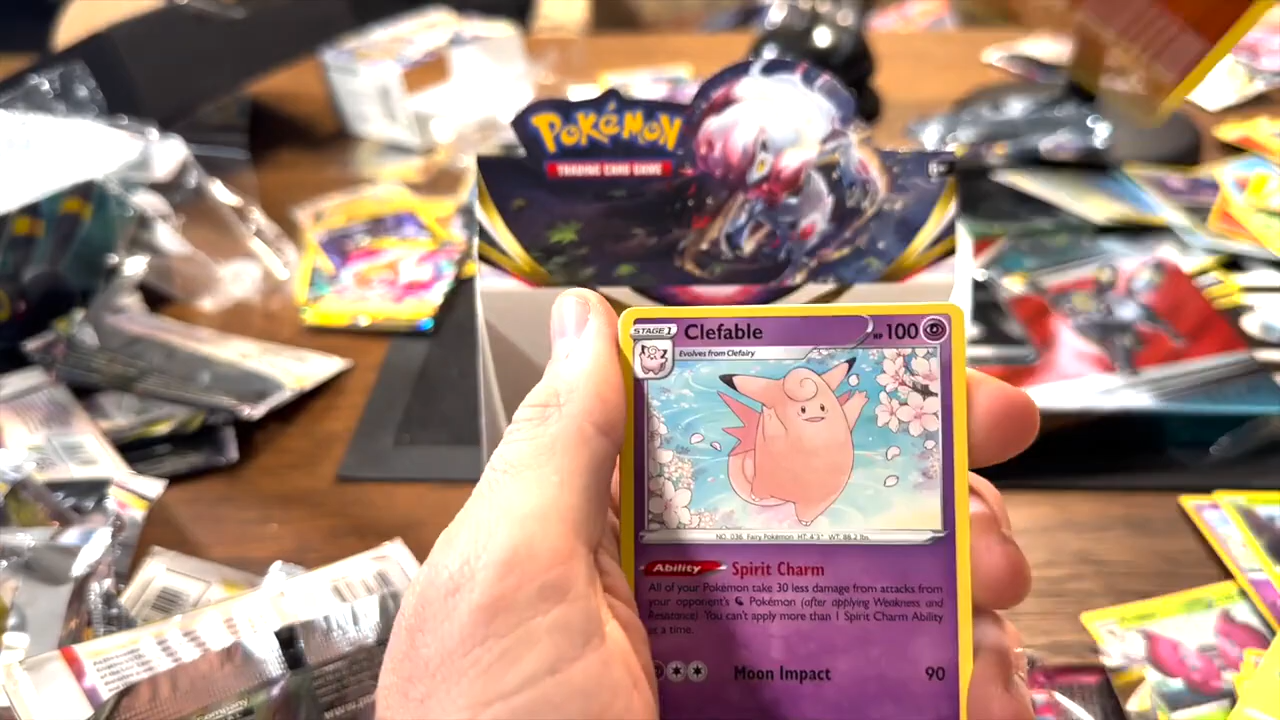 POKéMON
TRADING CARD GAME
STAGE 1
Clefable
HP 100
Evolves from Clefairy
NO. 036 Fairy Pokémon HT: 4'3" WT: 88.2 lbs.
Ability Spirit Charm
All of your Pokémon take 30 less damage from attacks from
your opponent's Pokémon (after applying Weakness and
Resistance). You can't apply more than 1 Spirit Charm Ability
at a time.
Moon Impact 90